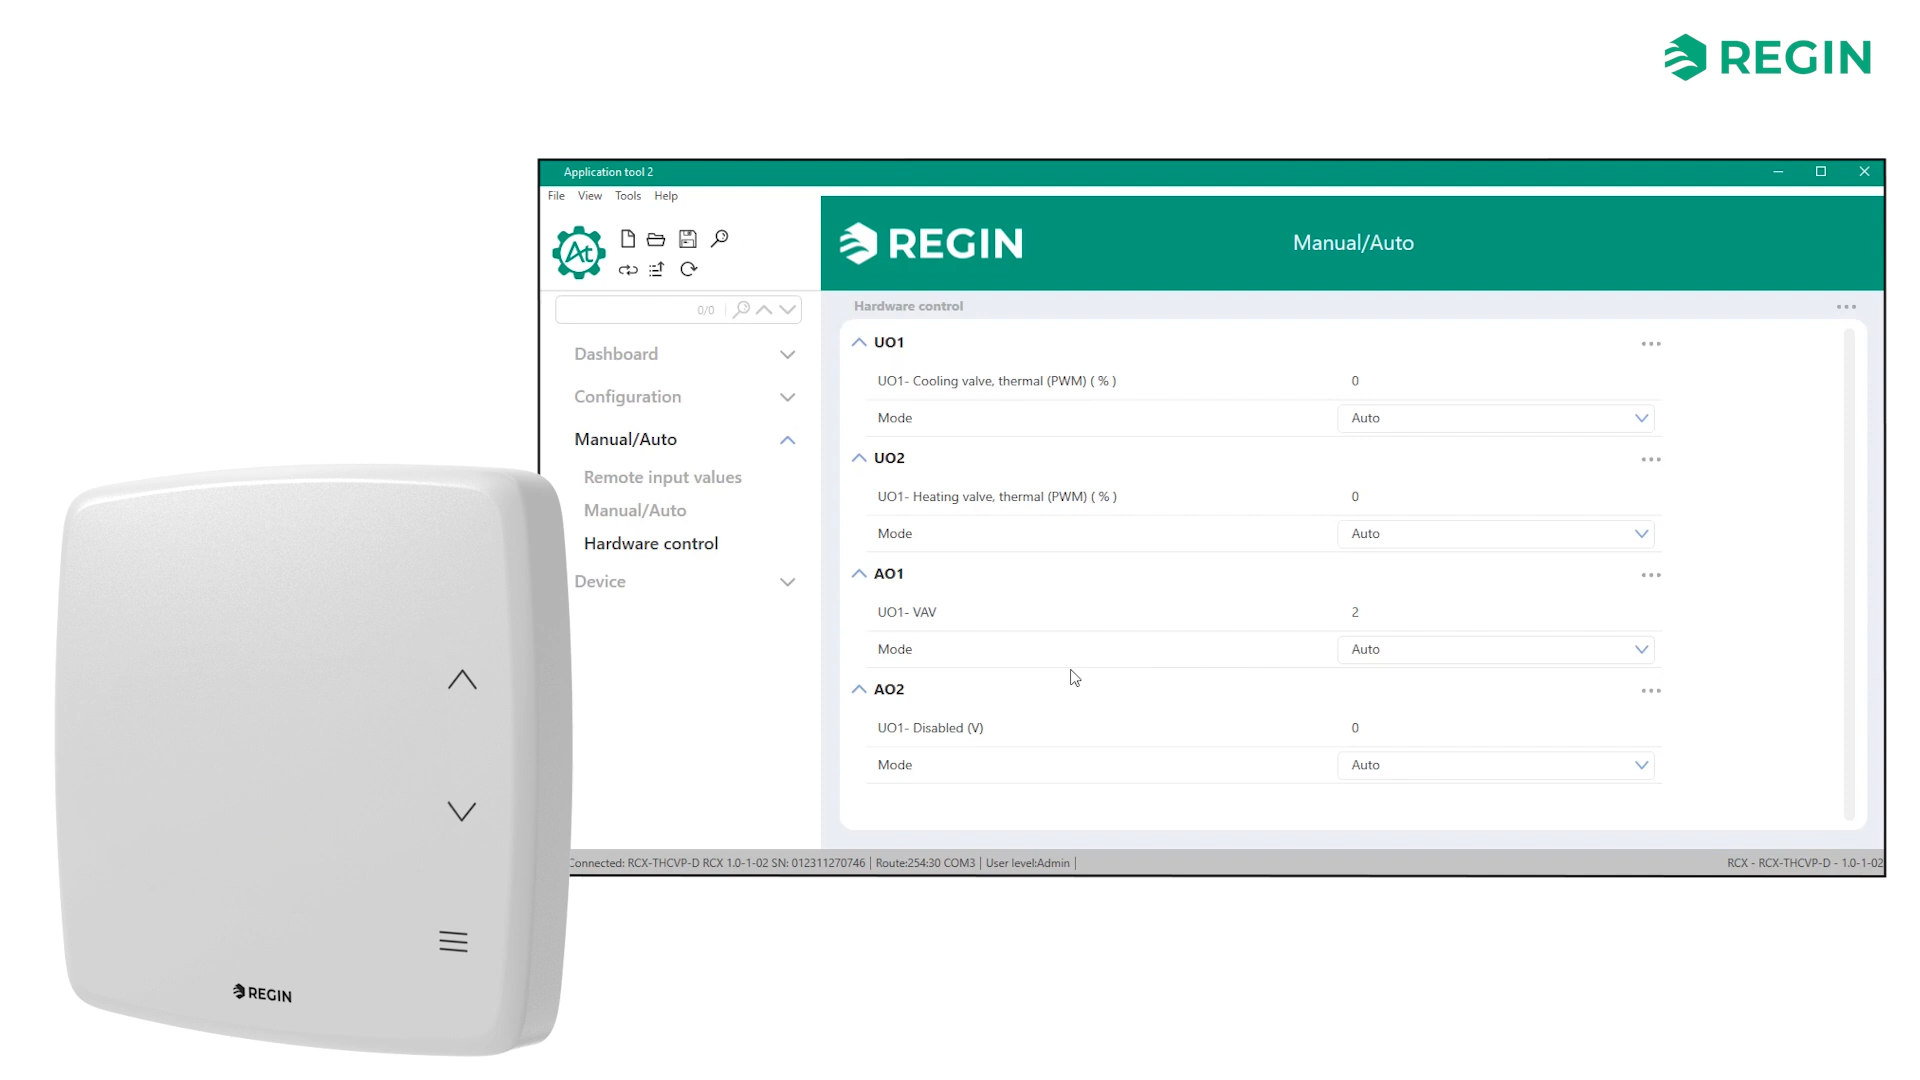 REGIN
Application tool 2
File View Tools Help
At
REGIN
Manual/Auto
0/0
Hardware control
Dashboard
Configuration
Manual/Auto
Remote input values
Manual/Auto
Hardware control
Device
UO1
UO1- Cooling valve, thermal (PWM) ( % ) 0
Mode Auto
UO2
UO1- Heating valve, thermal (PWM) ( % ) 0
Mode Auto
AO1
UO1- VAV 2
Mode Auto
AO2
UO1- Disabled (V) 0
Mode Auto
Connected: RCX-THCVP-D RCX 1.0-1-02 SN: 012311270746 | Route:254:30 COM3 | User level:Admin |
RCX - RCX-THCVP-D - 1.0-1-02
REGIN